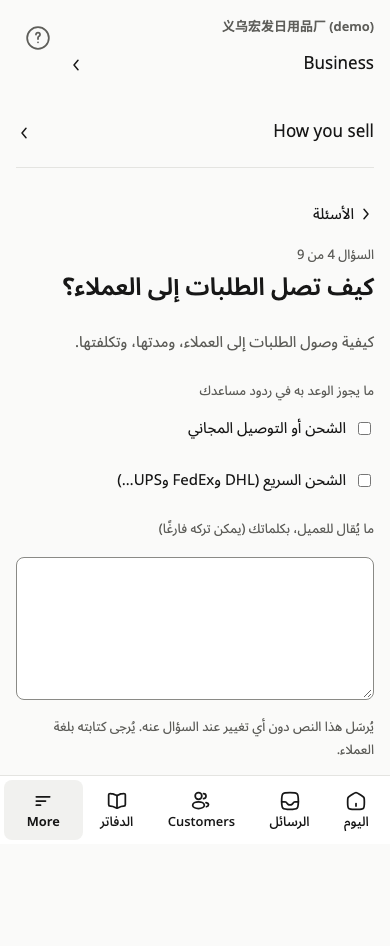 义乌宏发日用品厂 (demo)
Business
How you sell
الأسئلة
السؤال 4 من 9
كيف تصل الطلبات إلى العملاء؟
كيفية وصول الطلبات إلى العملاء، ومدتها، وتكلفتها.
ما يجوز الوعد به في ردود مساعدك
الشحن أو التوصيل المجاني
الشحن السريع (DHL وFedEx وUPS...)
ما يُقال للعميل، بكلماتك (يمكن تركه فارغًا)
يُرسَل هذا النص دون أي تغيير عند السؤال عنه. يُرجى كتابته بلغة
العملاء.
اليوم
الرسائل
Customers
الدفاتر
More